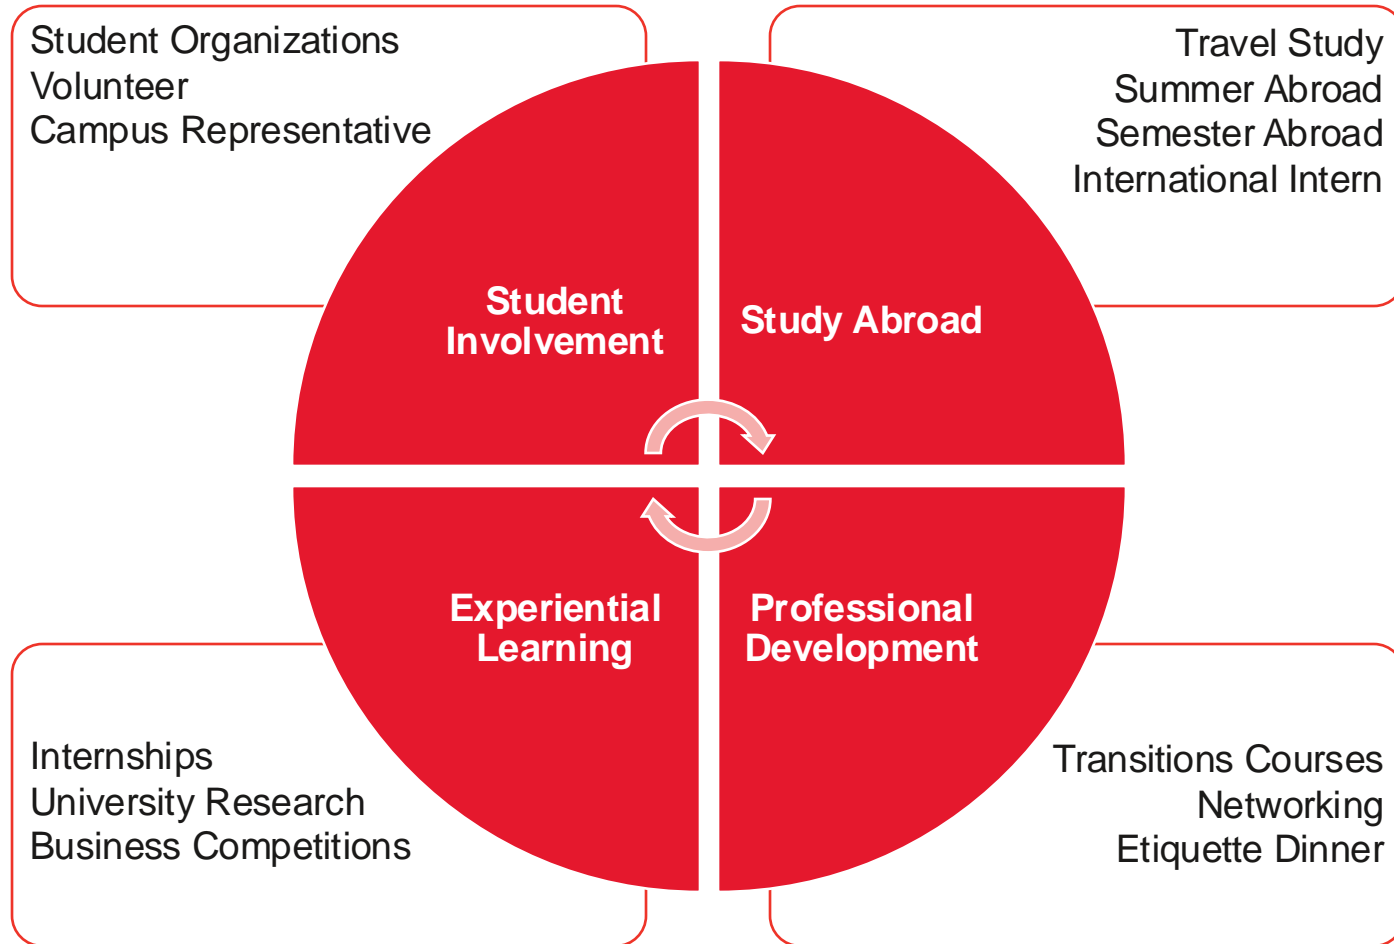 Student Organizations
Volunteer
Campus Representative
Travel Study
Summer Abroad
Semester Abroad
International Intern
Student
Involvement
Study Abroad
Experiential
Learning
Professional
Development
Internships
University Research
Business Competitions
Transitions Courses
Networking
Etiquette Dinner